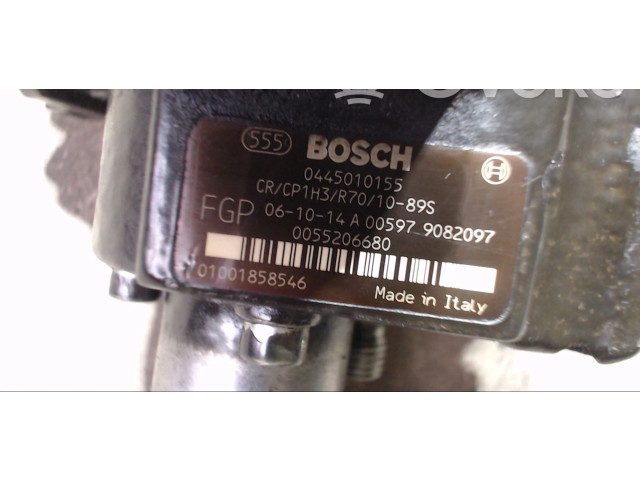 555 BOSCH
0445010155
CR/CP1H3/R70/10-89S
FGP 06-10-14 A 00597 9082097
0055206680
01001858546
Made in Italy